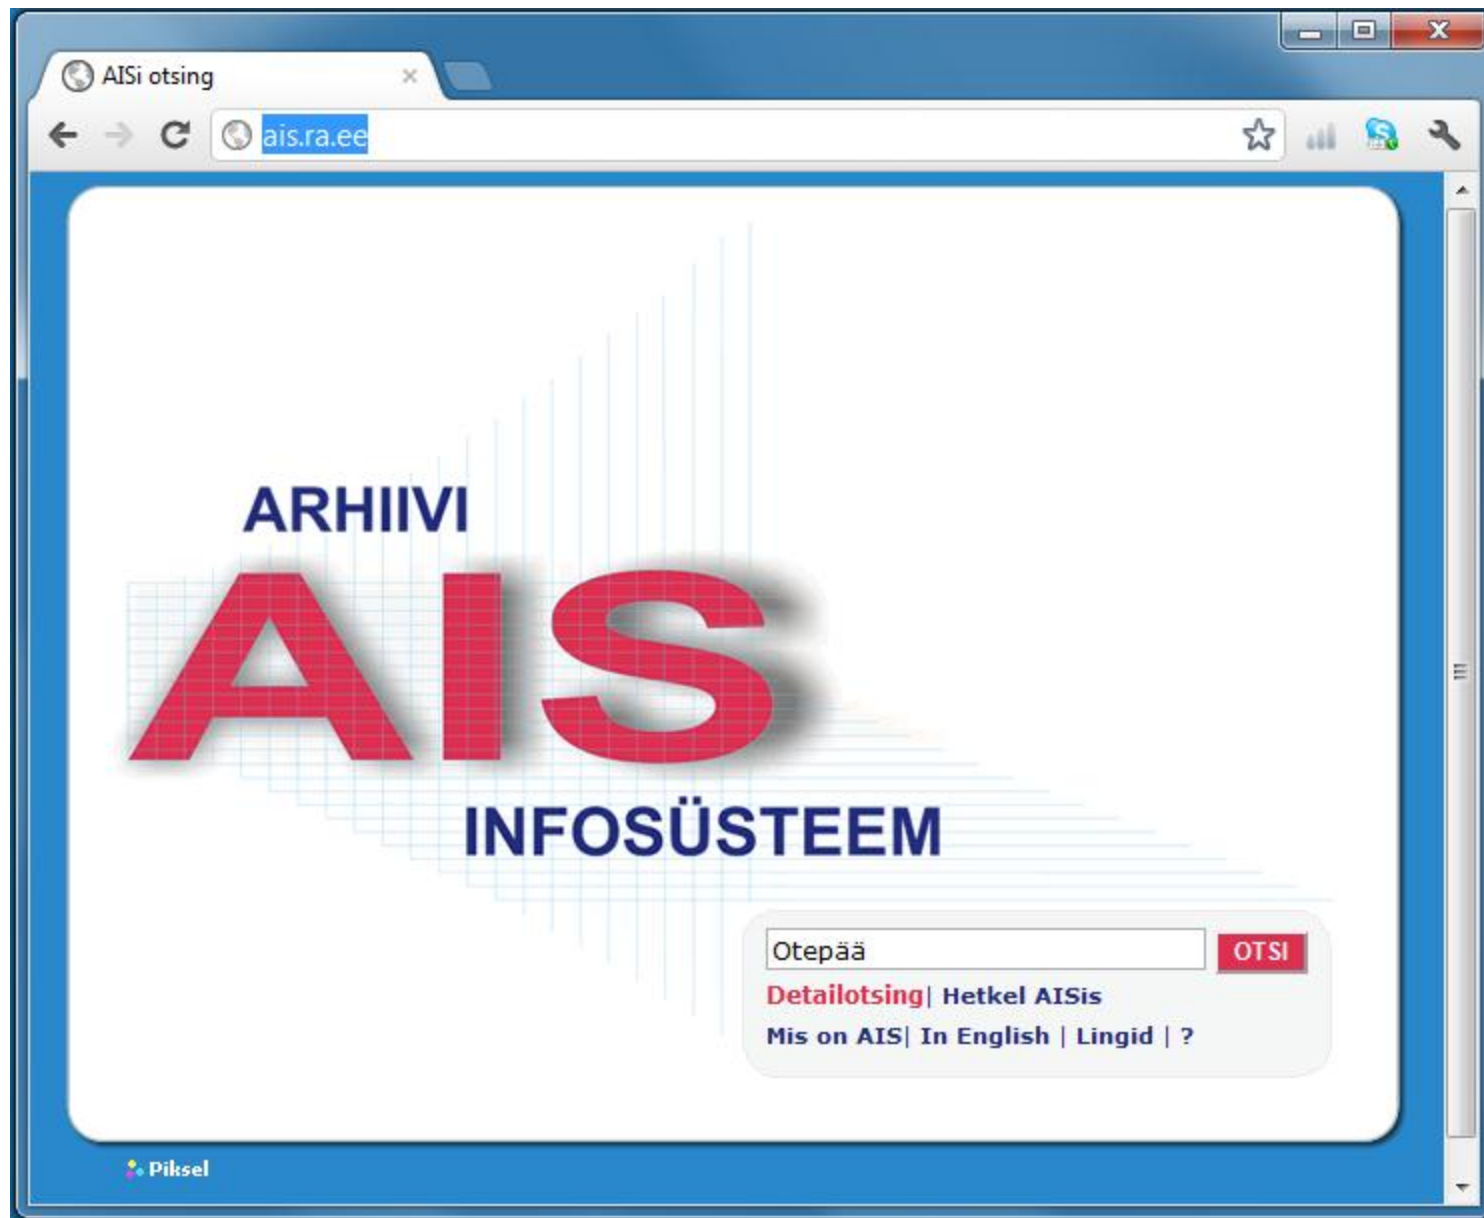 AISi otsing
ais.ra.ee
ARHIIVI
AIS
INFOSÜSTEEM
Otepää OTSI
Detailotsing| Hetkel AISis
Mis on AIS| In English | Lingid | ?
Piksel